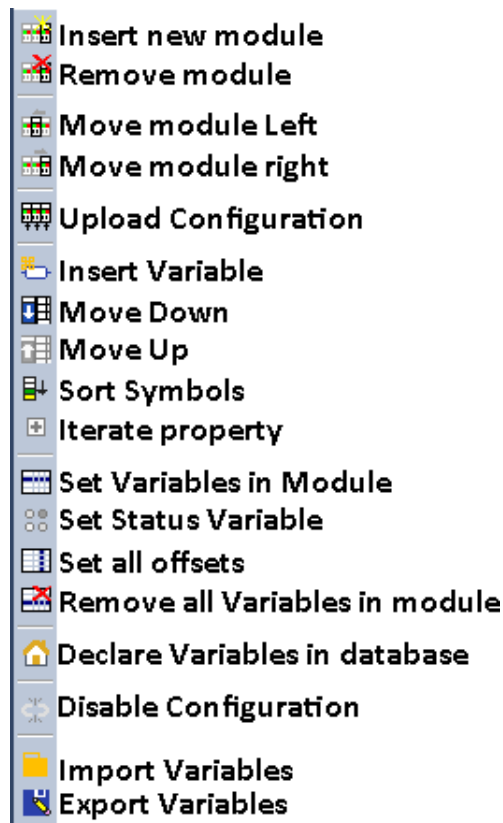 Insert new module
Remove module
Move module Left
Move module right
Upload Configuration
Insert Variable
Move Down
Move Up
Sort Symbols
Iterate property
Set Variables in Module
Set Status Variable
Set all offsets
Remove all Variables in module
Declare Variables in database
Disable Configuration
Import Variables
Export Variables